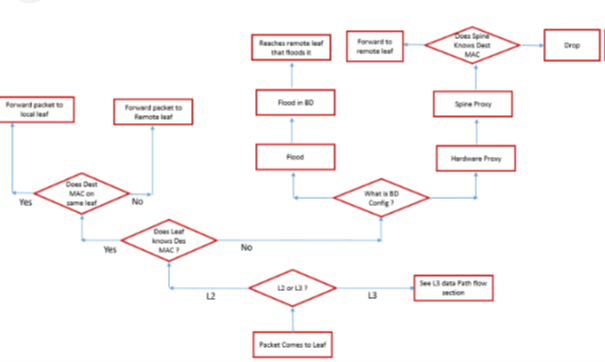 Reaches remote leaf
that floods it
Forward to
remote leaf
Does Spine
Knows Dest
MAC
Drop
Forward packet to
local leaf
Forward packet to
Remote leaf
Flood in BD
Spine Proxy
Flood
Hardware Proxy
Does Dest
MAC on
same leaf
Yes
No
What is BD
Config ?
Does Leaf
knows Des
MAC ?
Yes
No
L2 or L3 ?
L2
L3
See L3 data Path flow
section
Packet Comes to Leaf